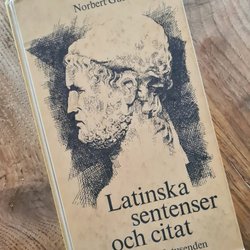 Norbert
Latinska
sentenser
och citat